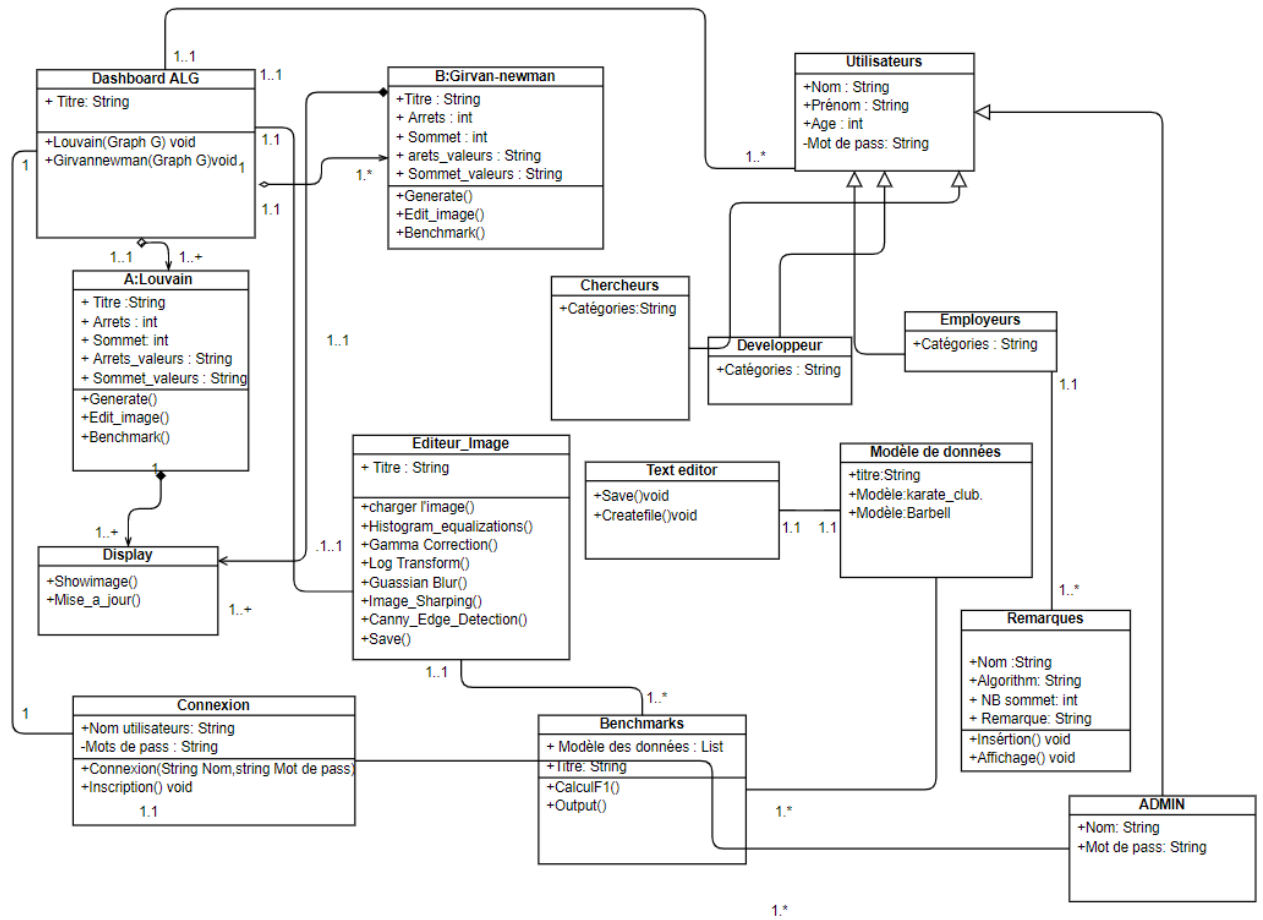 1..1
Dashboard ALG
+ Titre: String
+Louvain(Graph G) void
+Girvannewman(Graph G)void
1
1
1..1
1.1
1.1
1.*
B:Girvan-newman
+Titre : String
+ Arrets : int
+ Sommet : int
+ arets_valeurs : String
+ Sommet_valeurs : String
+Generate()
+Edit_image()
+Benchmark()
Utilisateurs
+Nom : String
+Prénom : String
+Age : int
-Mot de pass: String
1..*
1..1
1..+
A:Louvain
+ Titre :String
+ Arrets : int
+ Sommet: int
+ Arrets_valeurs : String
+ Sommet_valeurs : String
+Generate()
+Edit_image()
+Benchmark()
1
1..+
1..1
Chercheurs
+Catégories:String
Developpeur
+Catégories : String
Employeurs
+Catégories : String
1.1
Display
+Showimage()
+Mise_a_jour()
1..+
.1..1
Editeur_Image
+ Titre : String
+charger l'image()
+Histogram_equalizations()
+Gamma Correction()
+Log Transform()
+Guassian Blur()
+Image_Sharping()
+Canny_Edge_Detection()
+Save()
1..1
Text editor
+Save()void
+Createfile()void
1.1
1.1
Modèle de données
+titre:String
+Modèle:karate_club.
+Modèle:Barbell
1..*
Remarques
+Nom :String
+Algorithm: String
+ NB sommet: int
+ Remarque: String
+Insértion() void
+Affichage() void
1
Connexion
+Nom utilisateurs: String
-Mots de pass : String
+Connexion(String Nom,string Mot de pass)
+Inscription() void
1.1
1..*
Benchmarks
+ Modèle des données : List
+Titre: String
+CalculF1()
+Output()
1.*
ADMIN
+Nom: String
+Mot de pass: String
1.*